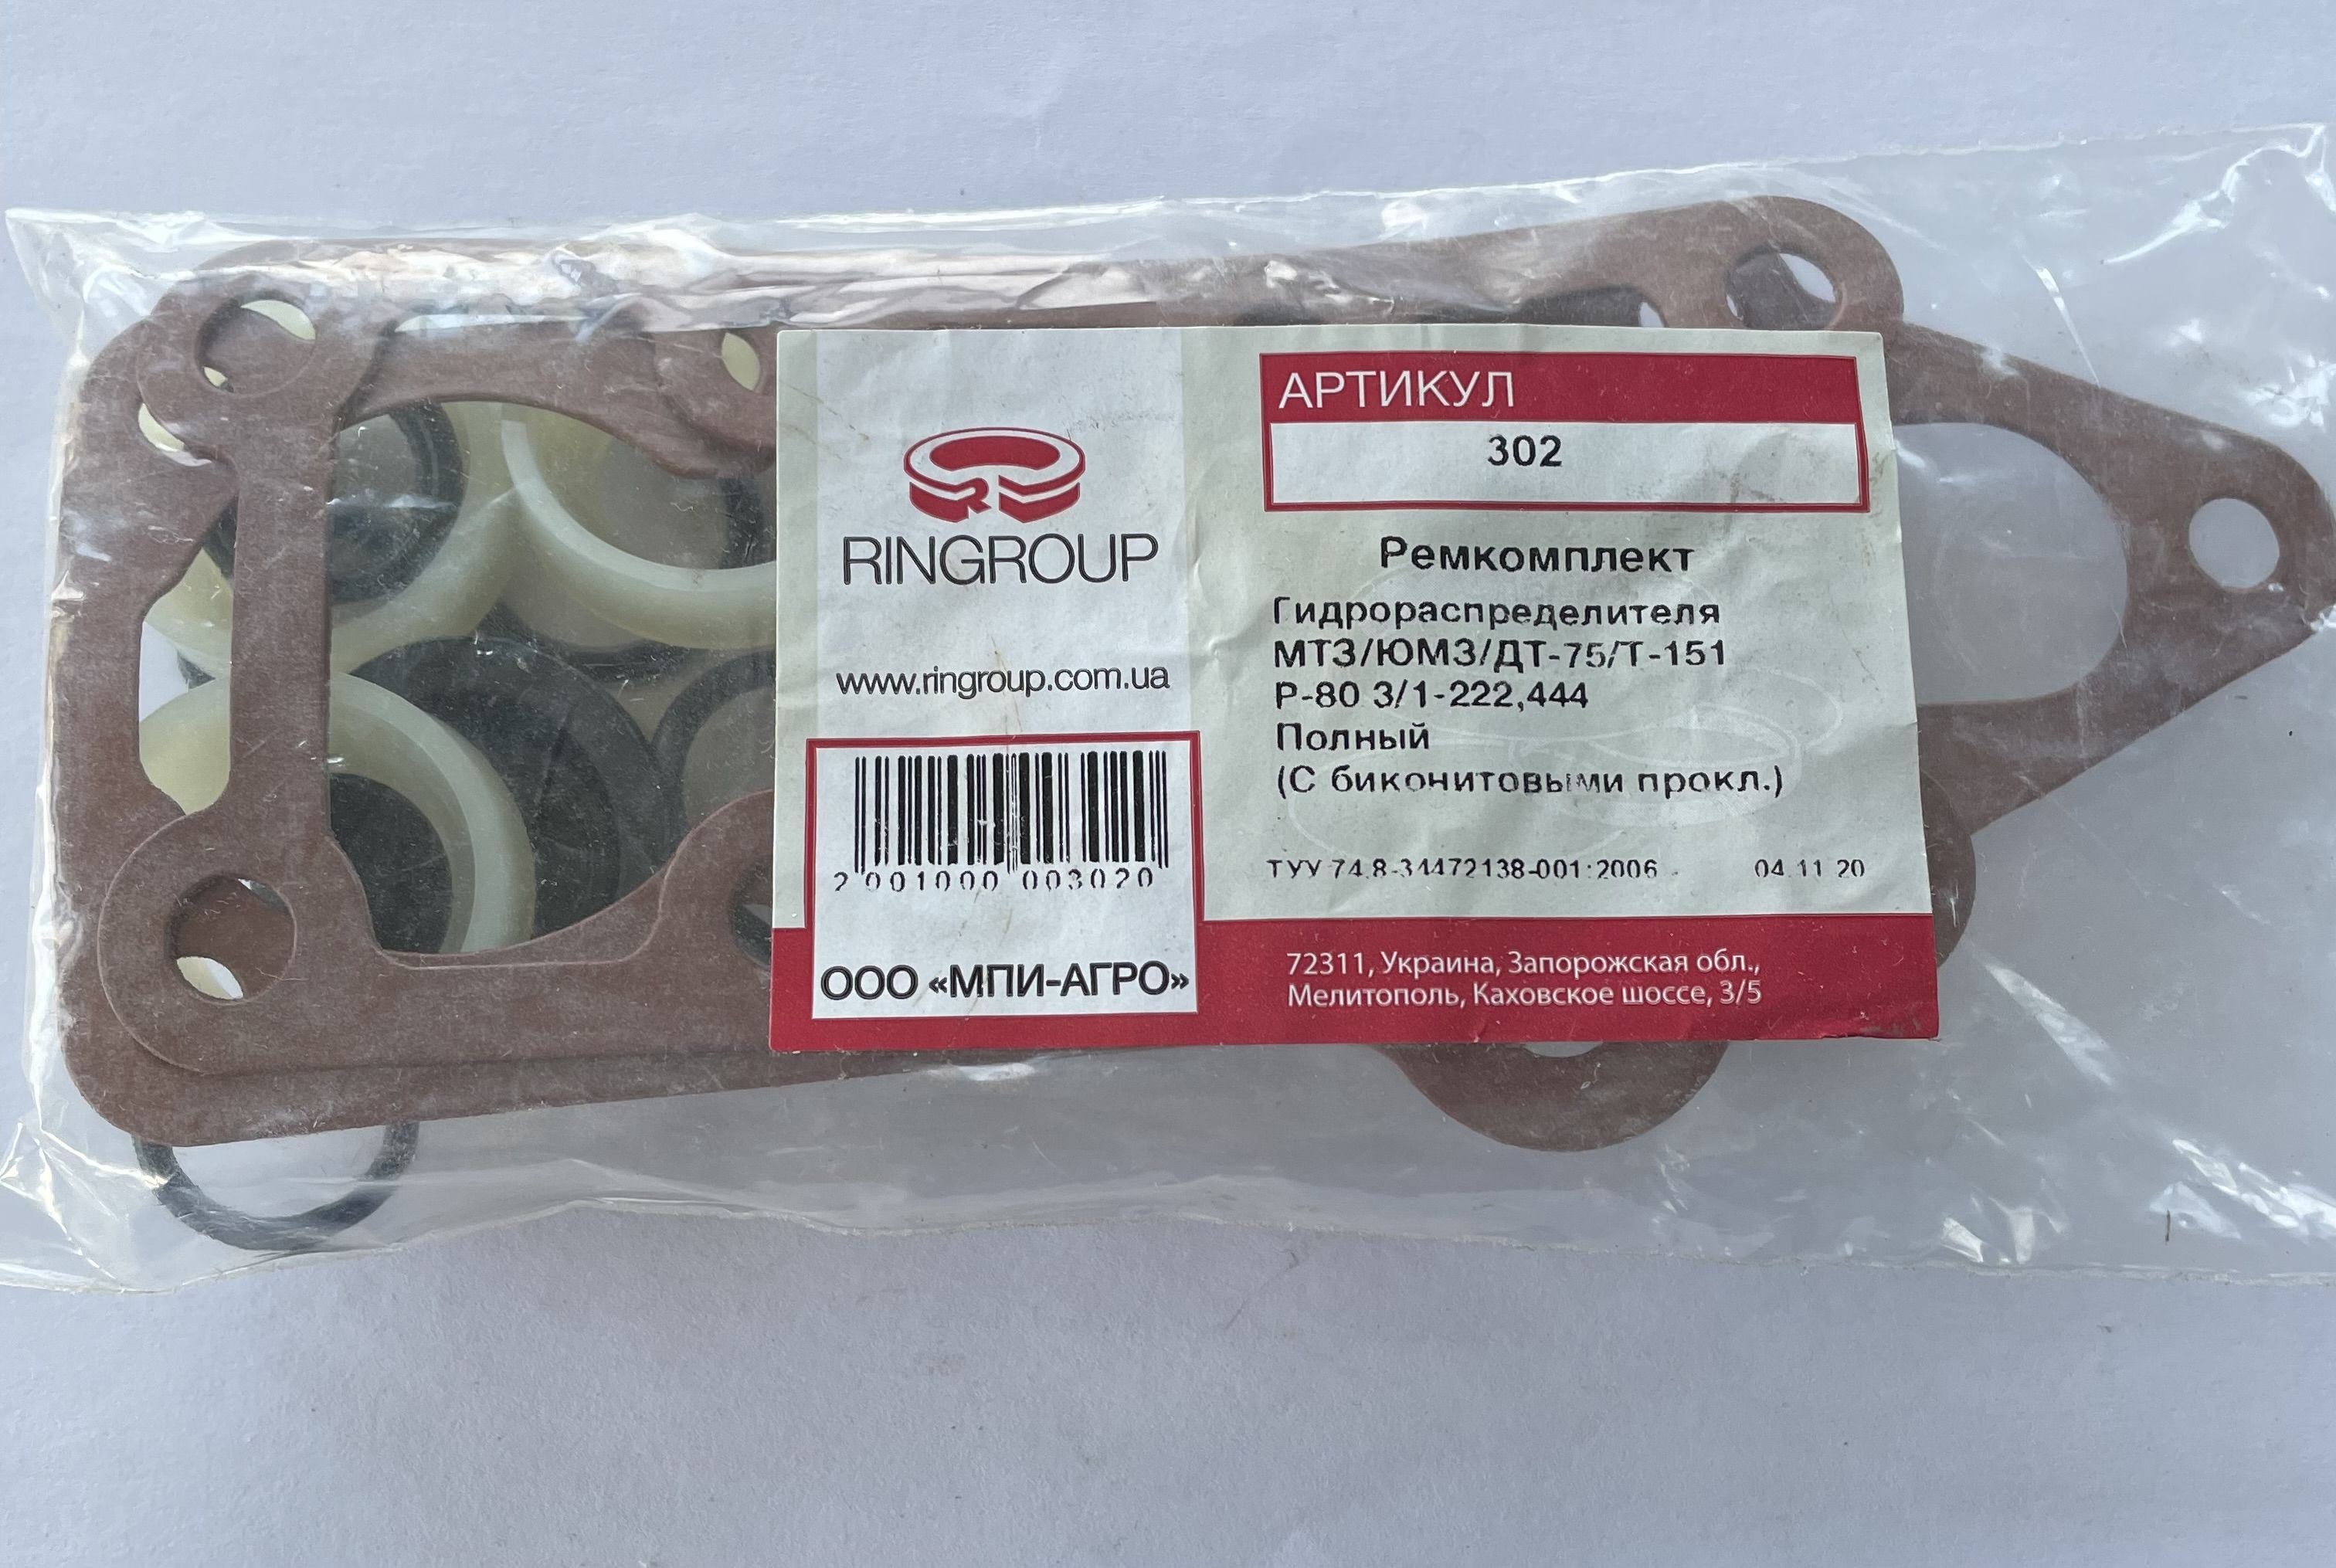 RINGROUP
www.ringroup.com.ua
2 001000 003020
ООО «МПИ-АГРО»
АРТИКУЛ
302
Ремкомплект
Гидрораспределителя
МТЗ/ЮМЗ/ДТ-75/Т-151
Р-80 3/1-222,444
Полный
(С биконитовыми прокл.)
ТУУ 74.8-34472138-001:2006 04 11 20
72311, Украина, Запорожская обл.,
Мелитополь, Каховское шоссе, 3/5